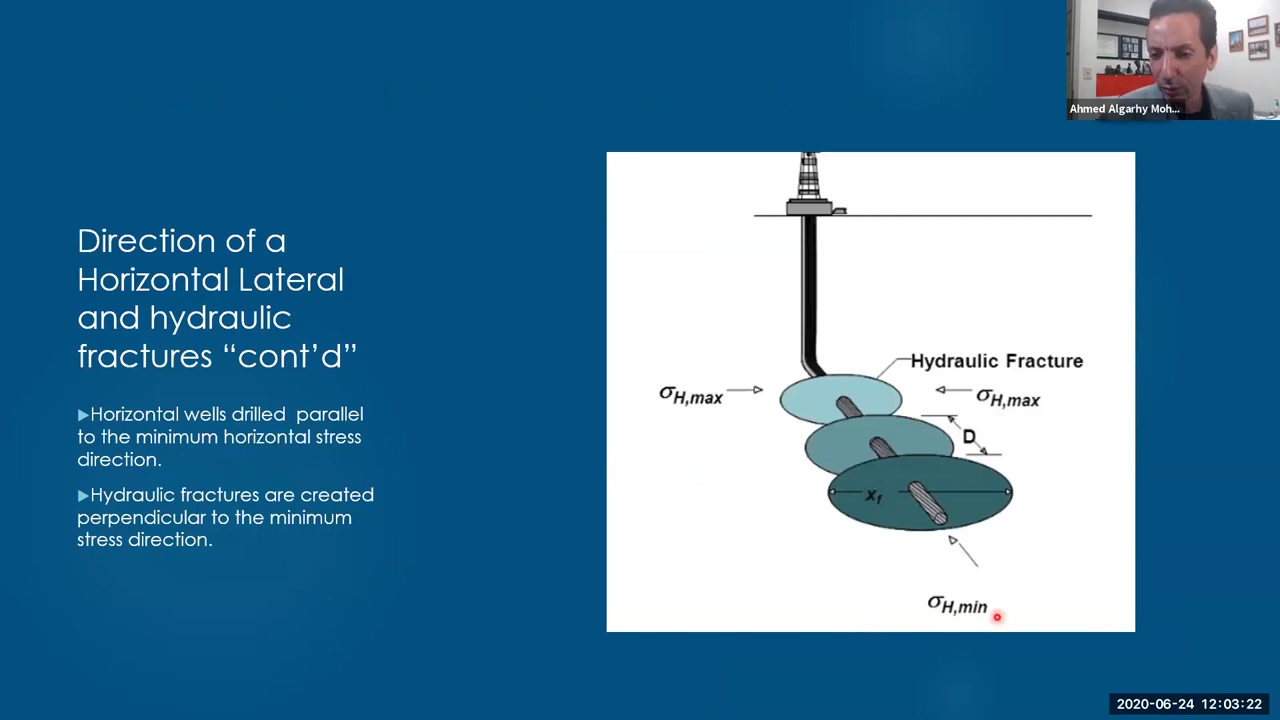 Ahmed Algarhy Moh...
Direction of a
Horizontal Lateral
and hydraulic
fractures “cont’d”
▶Horizontal wells drilled  parallel
to the minimum horizontal stress
direction.
▶Hydraulic fractures are created
perpendicular to the minimum
stress direction.
Hydraulic Fracture
σH,max
σH,max
D
xf
σH,min
2020-06-24 12:03:22